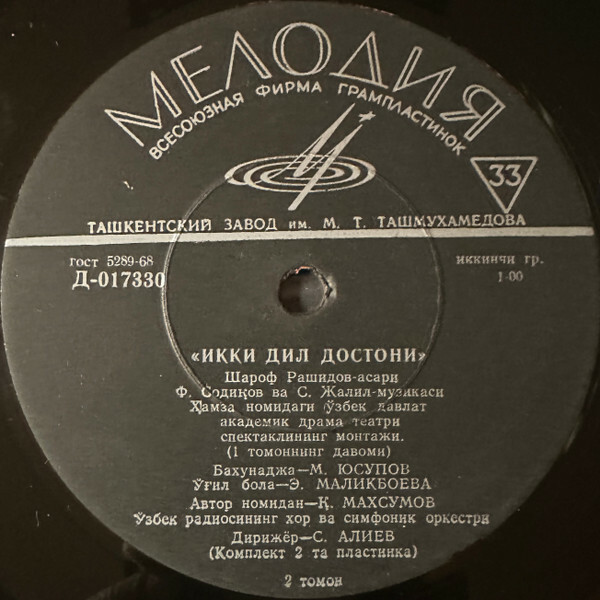 МЕЛОДИЯ
ВСЕСОЮЗНАЯ ФИРМА ГРАМПЛАСТИНОК
33
ТАШКЕНТСКИЙ ЗАВОД им. М. Т. ТАШМУХАМЕДОВА
гост 5289-68
Д-017330
иккинчи гр.
1-00
«ИККИ ДИЛ ДОСТОНИ»
Шароф Рашидов-асари
Ф. Содиқов ва С. Жалил-музикаси
Ҳамза номидаги ўзбек давлат
академик драма театри
спектаклининг монтажи.
(1 томоннинг давоми)
Бахунаджа—М. ЮСУПОВ
Ўғил бола—Э. МАЛИКБОЕВА
Автор номидан—Қ. МАХСУМОВ
Ўзбек радиосининг хор ва симфоник оркестри
Дирижёр—С. АЛИЕВ
(Комплект 2 та пластинка)
2 томон